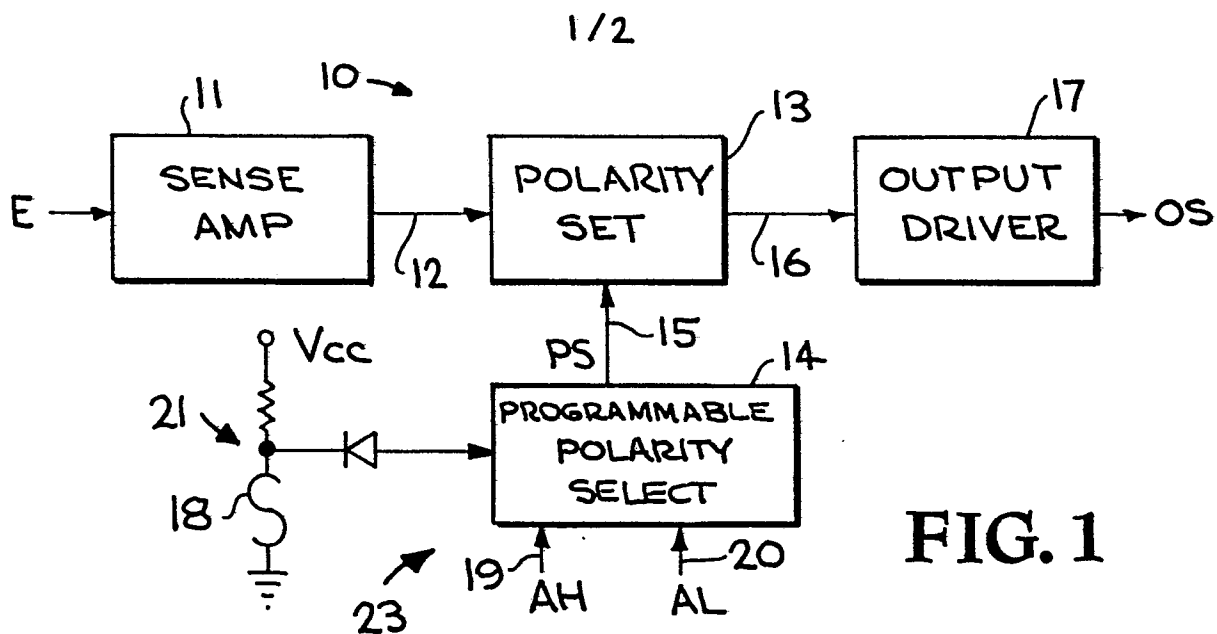 1/2
10
11
13
17
SENSE
AMP
POLARITY
SET
OUTPUT
DRIVER
E
OS
12
16
15
PS
14
Vcc
21
PROGRAMMABLE
POLARITY
SELECT
18
19
20
AH
AL
23
FIG. 1